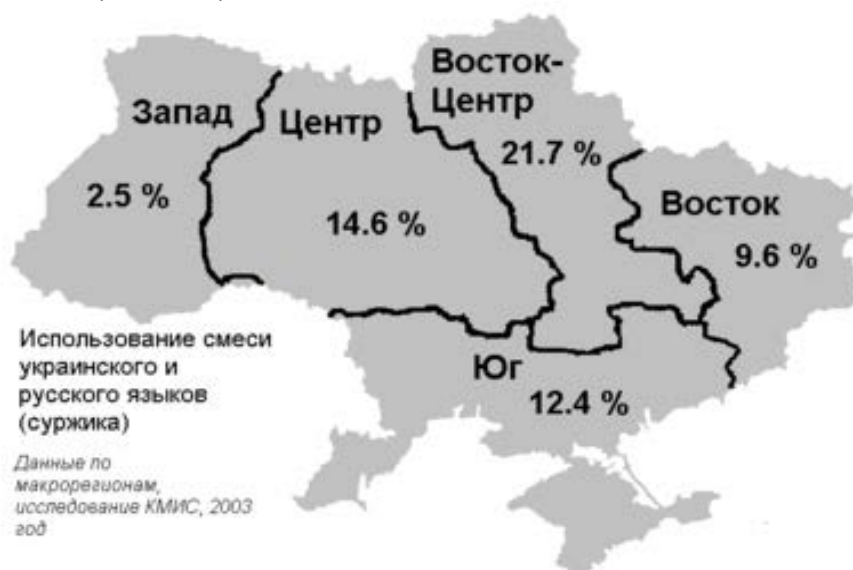 Восток-
Центр
21.7 %
Запад
2.5 %
Центр
14.6 %
Восток
9.6 %
Юг
12.4 %
Использование смеси
украинского и
русского языков
(суржика)
Данные по
макрорегионам,
исследование КМИС, 2003
год